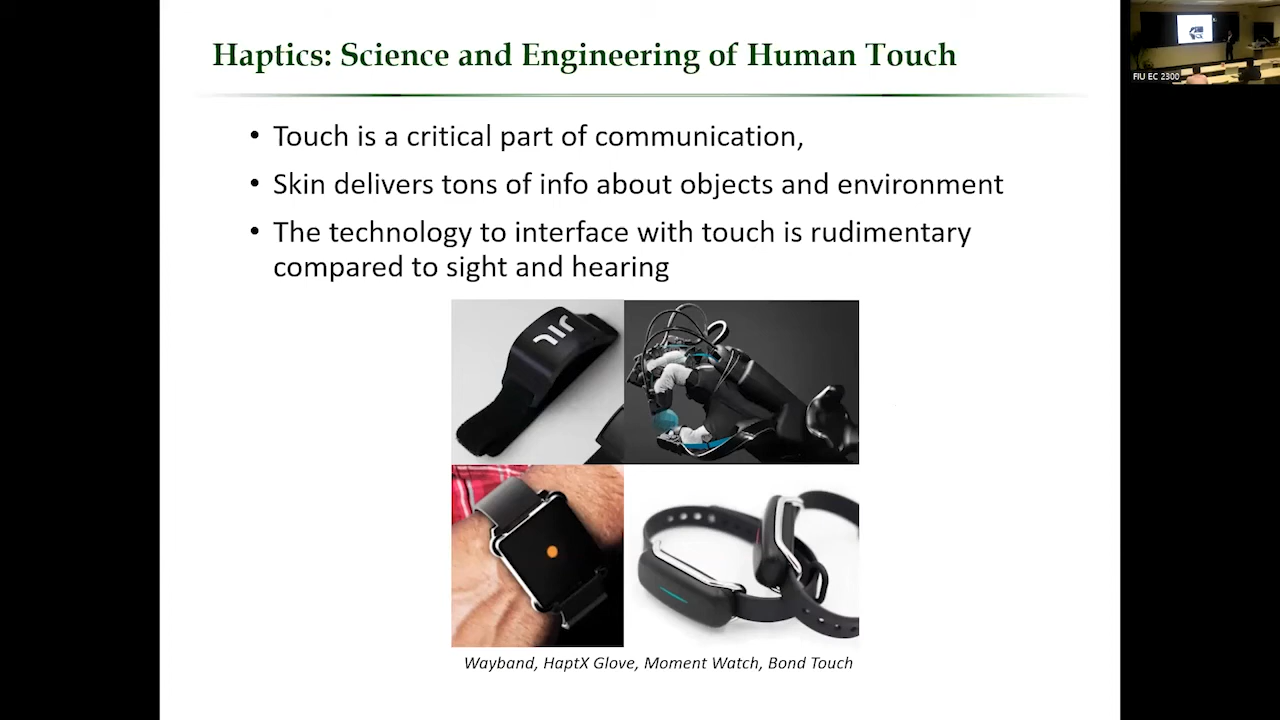 Haptics: Science and Engineering of Human Touch
FIU EC 2300
• Touch is a critical part of communication,
• Skin delivers tons of info about objects and environment
• The technology to interface with touch is rudimentary
compared to sight and hearing
Wayband, HaptX Glove, Moment Watch, Bond Touch